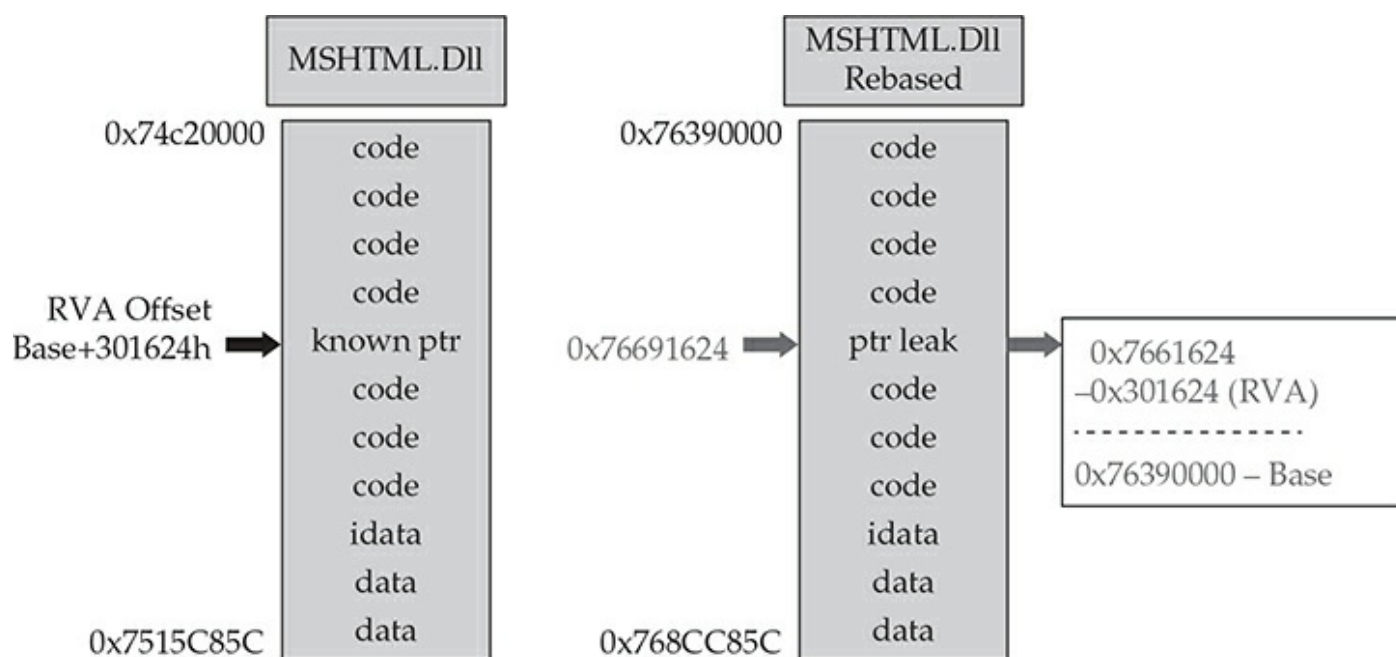 MSHTML.Dll
0x74c20000
code
code
code
code
RVA Offset
Base+301624h
known ptr
code
code
code
idata
data
data
0x7515C85C
MSHTML.Dll
Rebased
0x76390000
code
code
code
code
0x76691624
ptr leak
code
code
code
idata
data
data
0x768CC85C
0x7661624
–0x301624 (RVA)
0x76390000 – Base